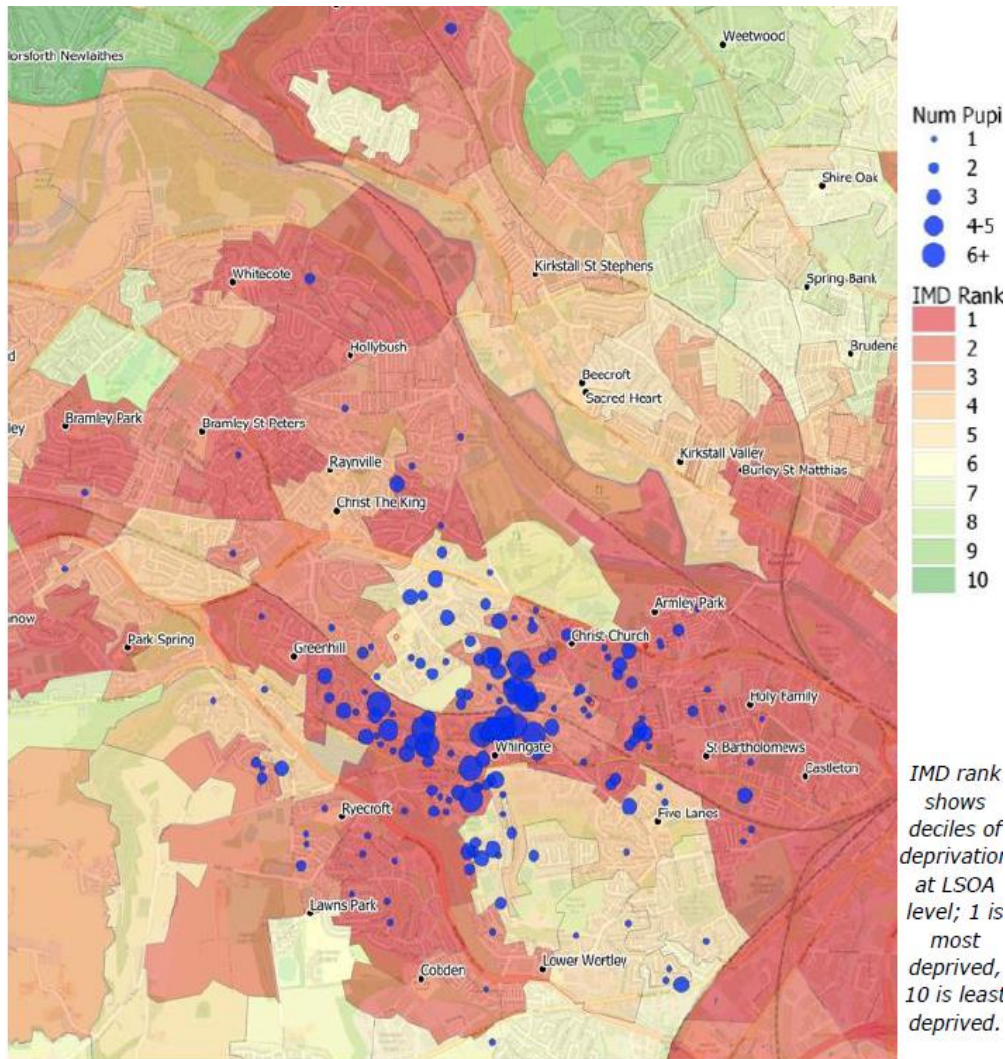 Weetwood
orsforth Newlaithes
Shire Oak
Kirkstall St Stephens
Whitecote
Spring Bank
Hollybush
Brudene
Beecroft
Sacred Heart
Bramley Park
Bramley St Peters
ley
Kirkstall Valley
Raynville
Burley St Matthias
Christ The King
Armley Park
now
Christ Church
Park Spring
Greenhill
Holy Family
Whingate
St Bartholomews
Castleton
Ryecroft
Five Lanes
Lawns Park
Lower Wortley
Cobden
Num Pupi
1
2
3
4-5
6+
IMD Rank
1
2
3
4
5
6
7
8
9
10
IMD rank
shows
deciles of
deprivation
at LSOA
level; 1 is
most
deprived,
10 is least
deprived.